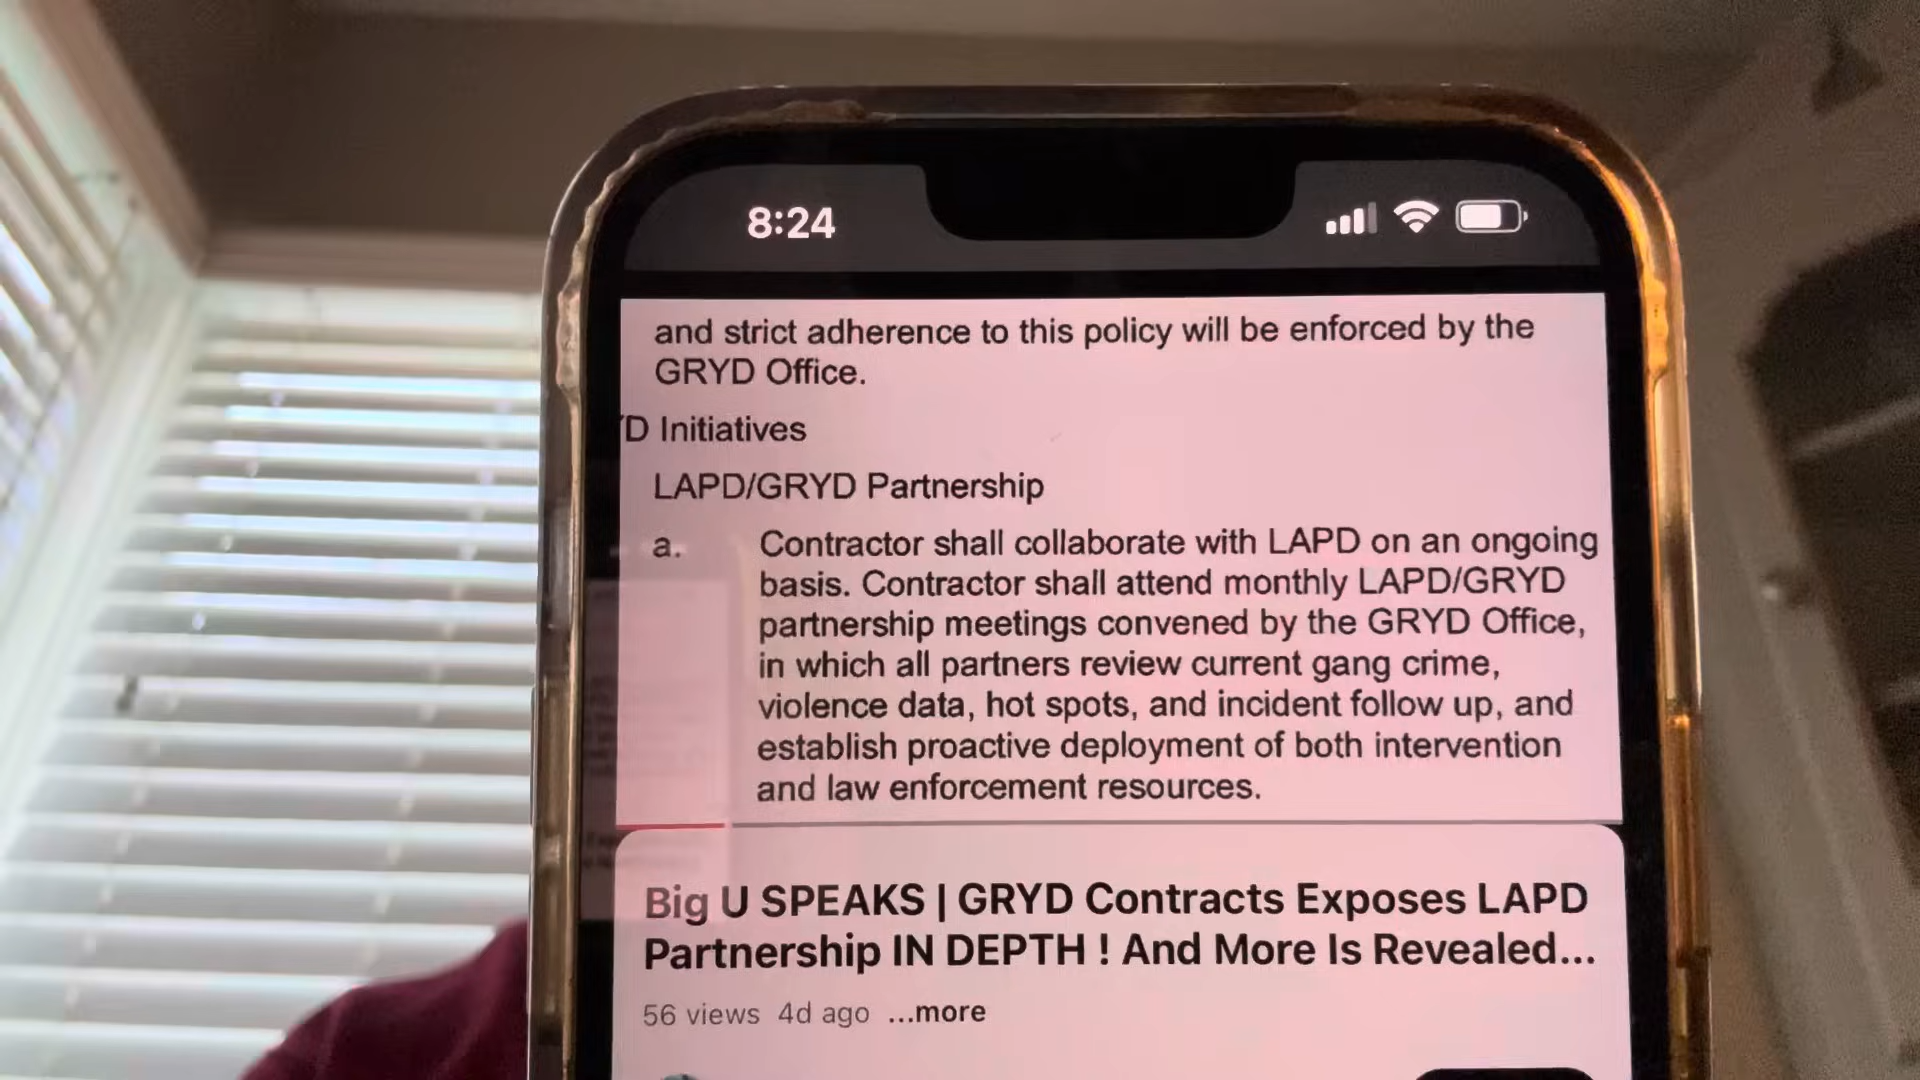 8:24
and strict adherence to this policy will be enforced by the
GRYD Office.
D Initiatives
LAPD/GRYD Partnership
a. Contractor shall collaborate with LAPD on an ongoing
basis. Contractor shall attend monthly LAPD/GRYD
partnership meetings convened by the GRYD Office,
in which all partners review current gang crime,
violence data, hot spots, and incident follow up, and
establish proactive deployment of both intervention
and law enforcement resources.
Big U SPEAKS | GRYD Contracts Exposes LAPD
Partnership IN DEPTH ! And More Is Revealed...
56 views 4d ago ...more